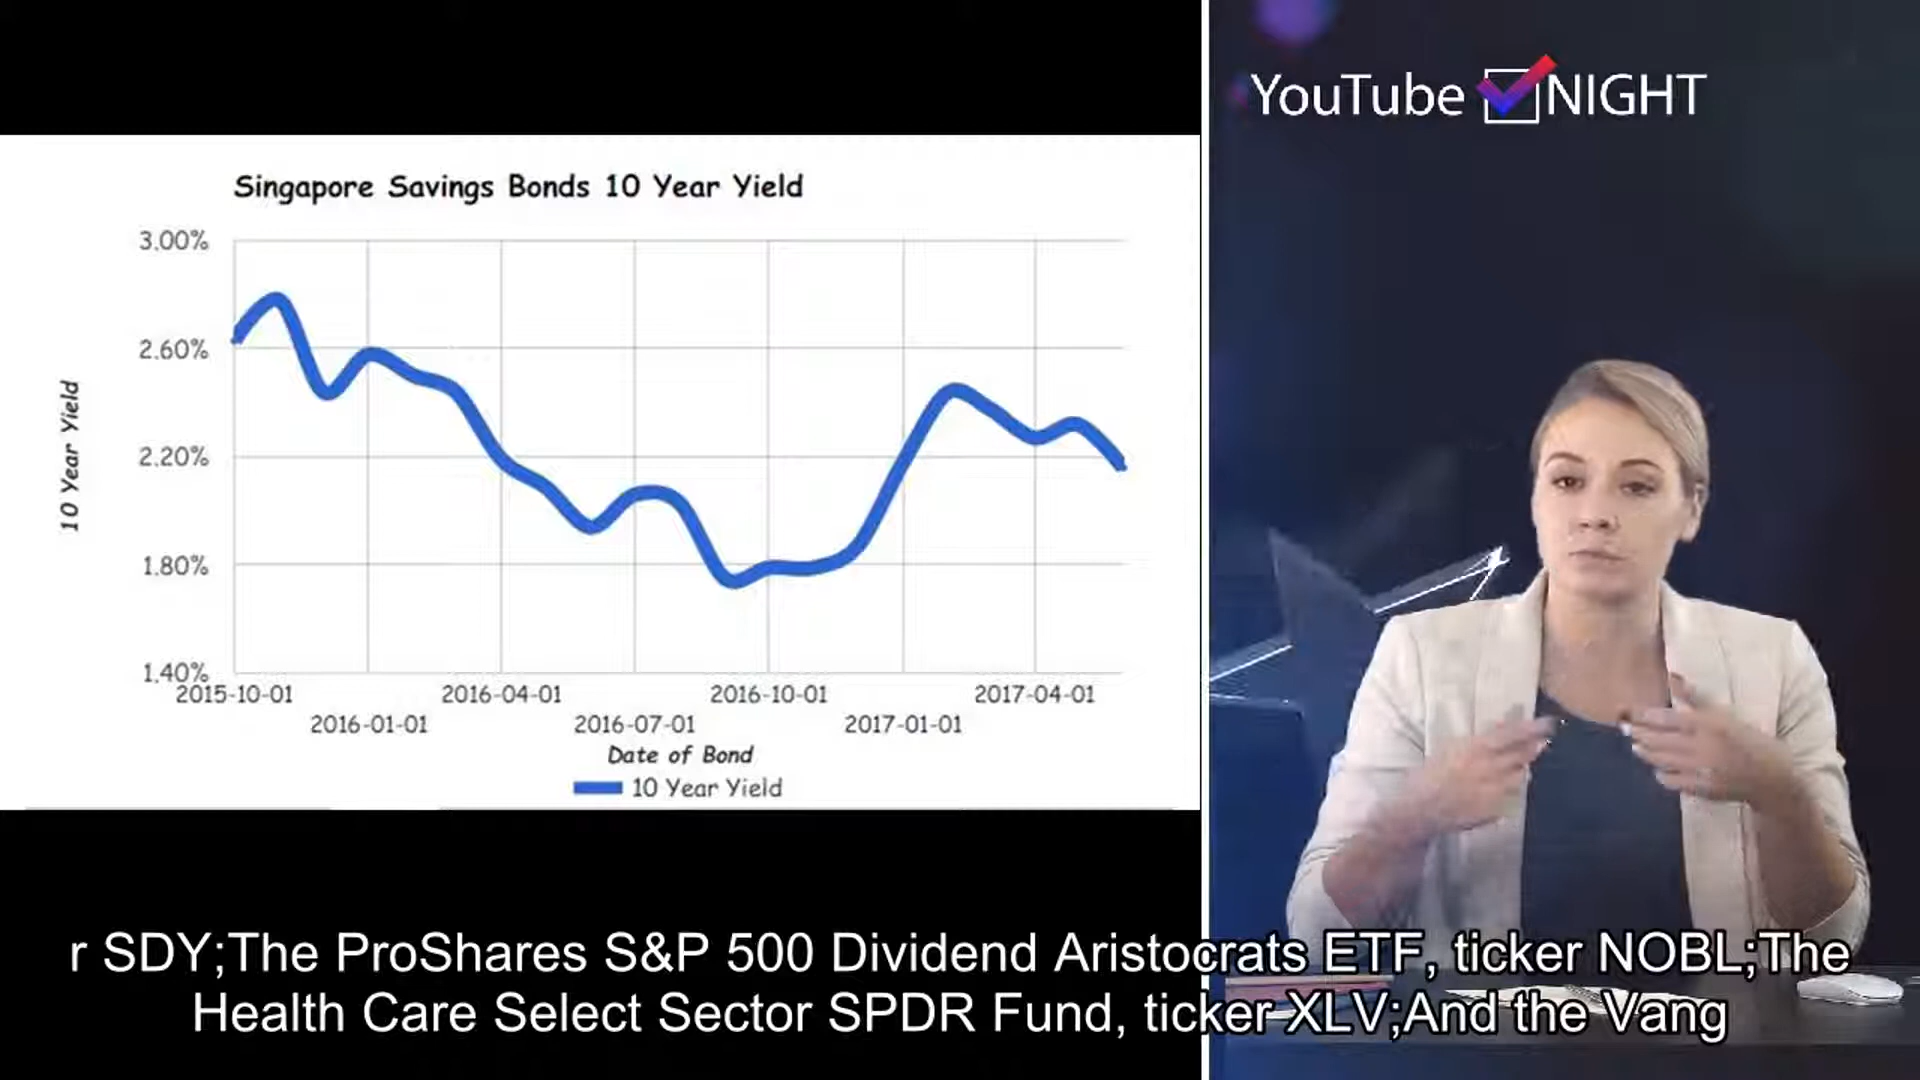 YouTube NIGHT
Singapore Savings Bonds 10 Year Yield
3.00%
2.60%
2.20%
1.80%
1.40%
10 Year Yield
2015-10-01
2016-01-01
2016-04-01
2016-07-01
2016-10-01
2017-01-01
2017-04-01
Date of Bond
10 Year Yield
r SDY;The ProShares S&P 500 Dividend Aristocrats ETF, ticker NOBL;The
Health Care Select Sector SPDR Fund, ticker XLV;And the Vang